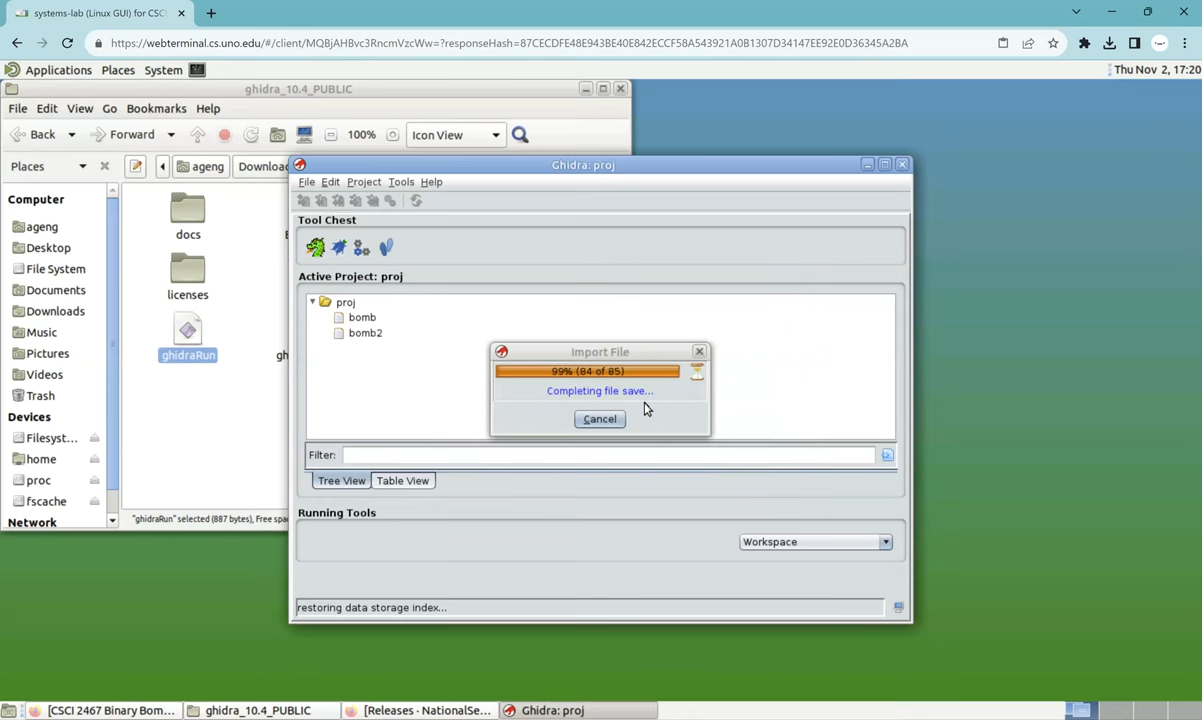 systems-lab (Linux GUI) for CSC
https://webterminal.cs.uno.edu/#/client/MQBjAHBvc3RncmVzcWw=?responseHash=87CECDFE48E943BE40E842ECCF58A543921A0B1307D34147EE92E0D36345A2BA
Applications Places System
Thu Nov 2, 17:20
ghidra_10.4_PUBLIC
File Edit View Go Bookmarks Help
Back Forward 100% Icon View
Places ageng Download
Ghidra: proj
File Edit Project Tools Help
Computer
ageng
Desktop
File System
Documents
Downloads
Music
Pictures
Videos
Trash
Devices
Filesyst...
home
proc
fscache
Network
docs
licenses
ghidraRun
gh
"ghidraRun" selected (887 bytes), Free spa
Tool Chest
Active Project: proj
proj
bomb
bomb2
Import File
99% (84 of 85)
Completing file save...
Cancel
Filter:
Tree View Table View
Running Tools
Workspace
restoring data storage index...
[CSCI 2467 Binary Bom... ghidra_10.4_PUBLIC [Releases · NationalSe... Ghidra: proj